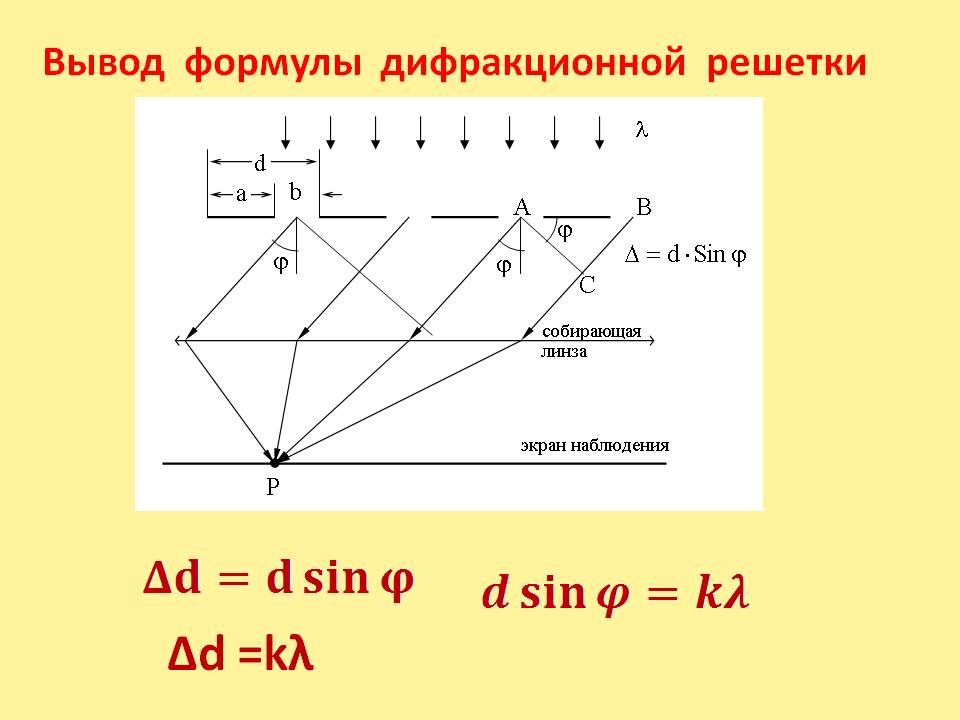 Вывод формулы дифракционной решетки
λ
d
a
b
A
B
φ
φ
φ
Δ = d · Sin φ
C
собирающая
линза
экран наблюдения
P
Δd = d sin φ
d sin φ = kλ
Δd =kλ